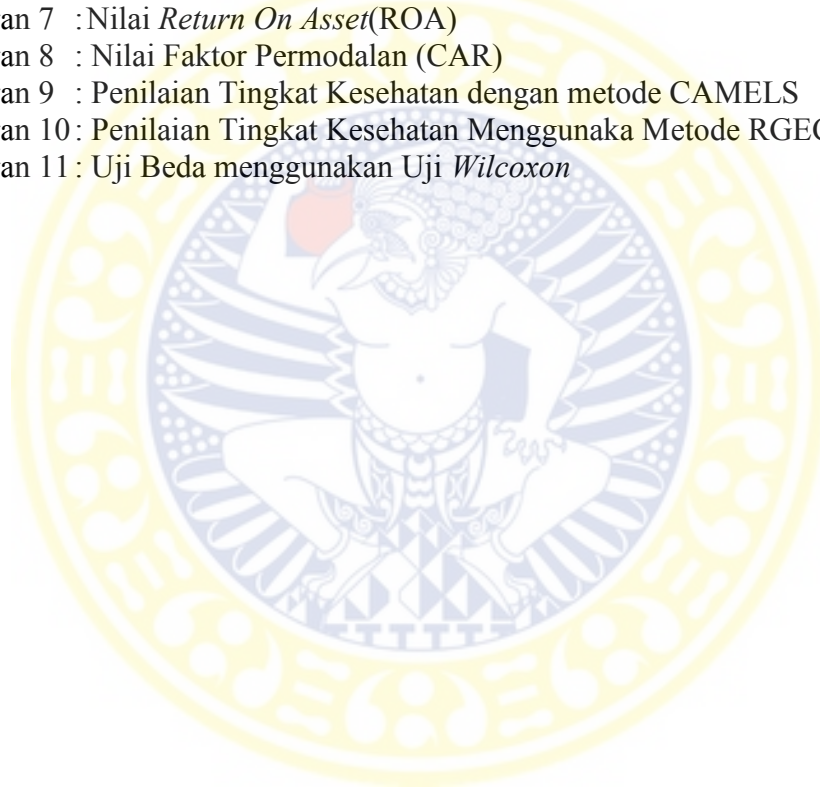 an 7 : Nilai Return On Asset(ROA)
an 8 : Nilai Faktor Permodalan (CAR)
an 9 : Penilaian Tingkat Kesehatan dengan metode CAMELS
an 10 : Penilaian Tingkat Kesehatan Menggunaka Metode RGEC
an 11 : Uji Beda menggunakan Uji Wilcoxon